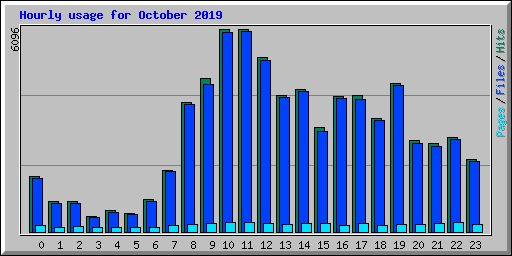 Hourly usage for October 2019
6096
Pages/Files/Hits
0 1 2 3 4 5 6 7 8 9 10 11 12 13 14 15 16 17 18 19 20 21 22 23